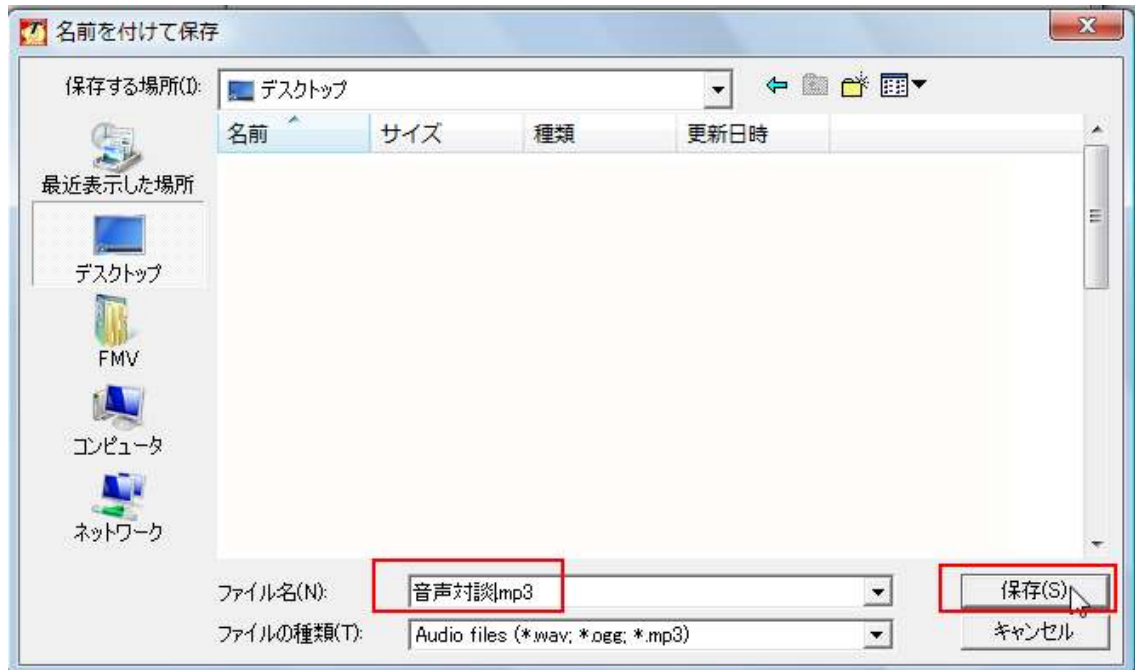 名前を付けて保存
保存する場所(I): デスクトップ
名前 サイズ 種類 更新日時
最近表示した場所
デスクトップ
FMV
コンピュータ
ネットワーク
ファイル名(N): 音声対談mp3 保存(S)
ファイルの種類(T): Audio files (*.wav; *.ogg; *.mp3) キャンセル